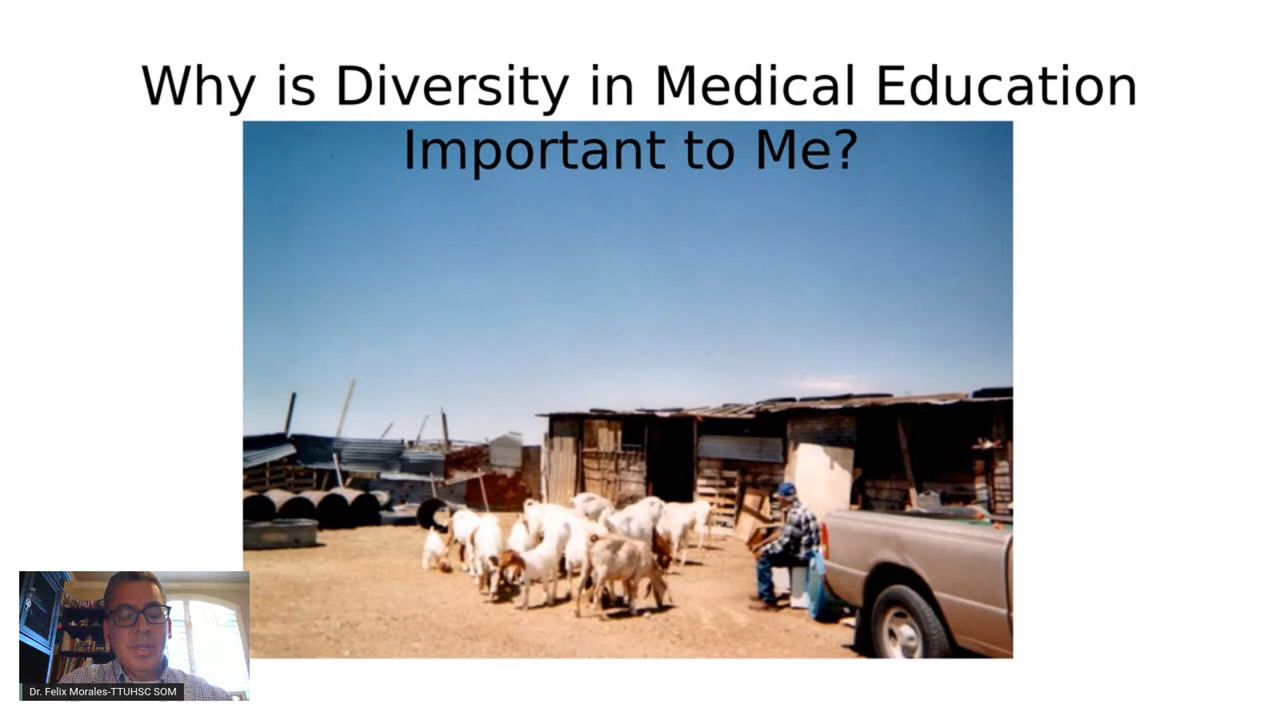 Why is Diversity in Medical Education
Important to Me?
Dr. Felix Morales-TTUHSC SOM